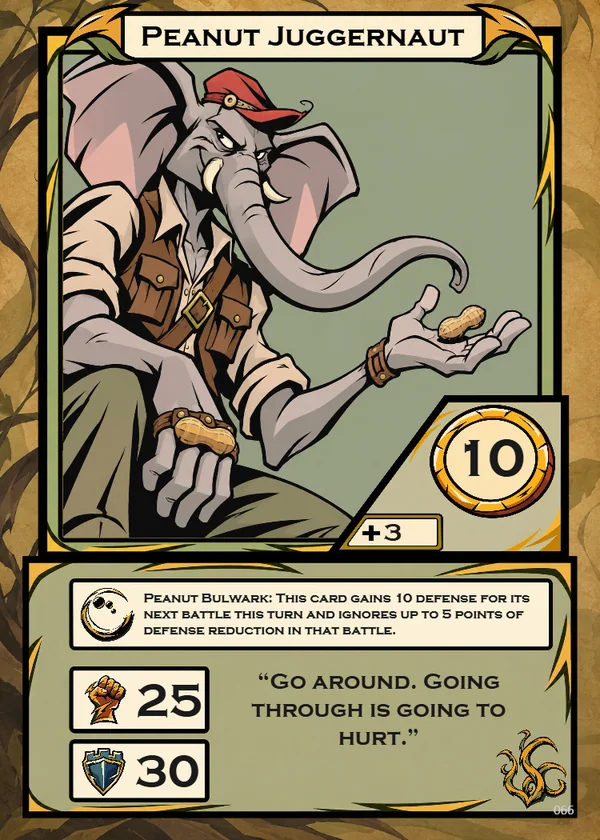 Peanut Juggernaut
10
+3
Peanut Bulwark: This card gains 10 defense for its
next battle this turn and ignores up to 5 points of
defense reduction in that battle.
25
30
“Go around. Going
through is going to
hurt.”
066